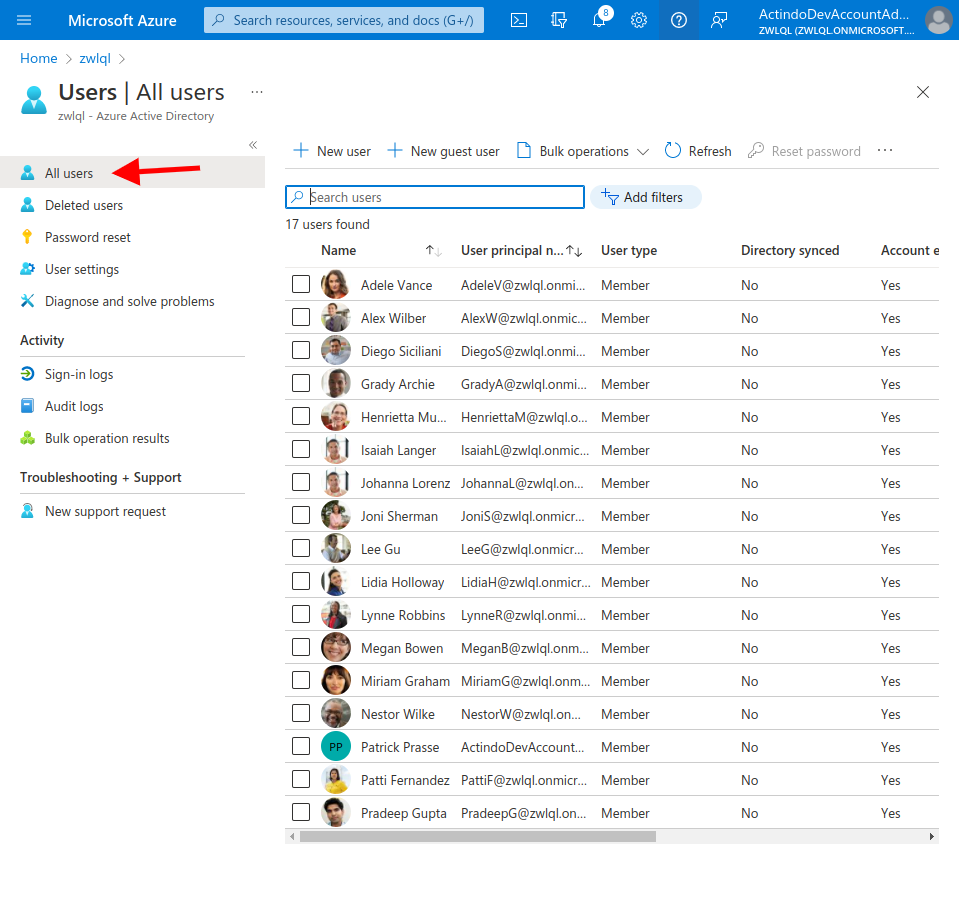 Microsoft Azure
Search resources, services, and docs (G+/)
8
ActindoDevAccountAd...
ZWLQL (ZWLQL.ONMICROSOFT....
Home > zwlql >
Users | All users ...
zwlql - Azure Active Directory
«
All users
Deleted users
Password reset
User settings
Diagnose and solve problems
Activity
Sign-in logs
Audit logs
Bulk operation results
Troubleshooting + Support
New support request
+ New user + New guest user Bulk operations Refresh Reset password ...
Search users Add filters
17 users found
Name User principal n... User type Directory synced Account e
Adele Vance AdeleV@zwlql.onmi... Member No Yes
Alex Wilber AlexW@zwlql.onmic... Member No Yes
Diego Siciliani DiegoS@zwlql.onmi... Member No Yes
Grady Archie GradyA@zwlql.onmi... Member No Yes
Henrietta Mu... HenriettaM@zwlql.o... Member No Yes
Isaiah Langer IsaiahL@zwlql.onmic... Member No Yes
Johanna Lorenz JohannaL@zwlql.on... Member No Yes
Joni Sherman JoniS@zwlql.onmicr... Member No Yes
Lee Gu LeeG@zwlql.onmicr... Member No Yes
Lidia Holloway LidiaH@zwlql.onmicr... Member No Yes
Lynne Robbins LynneR@zwlql.onmi... Member No Yes
Megan Bowen MeganB@zwlql.onm... Member No Yes
Miriam Graham MiriamG@zwlql.onm... Member No Yes
Nestor Wilke NestorW@zwlql.on... Member No Yes
PP Patrick Prasse ActindoDevAccount... Member No Yes
Patti Fernandez PattiF@zwlql.onmicr... Member No Yes
Pradeep Gupta PradeepG@zwlql.on... Member No Yes